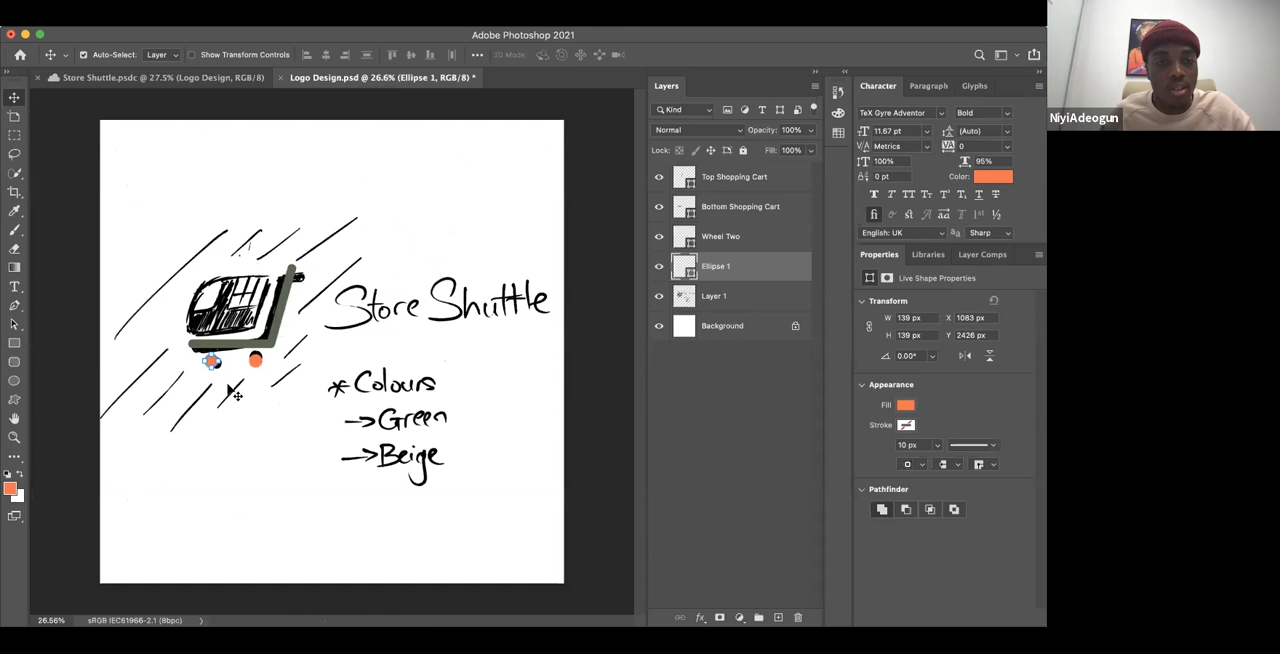 Adobe Photoshop 2021
Auto-Select: Layer Show Transform Controls 3D Mode:
Store Shuttle.psdc @ 27.5% (Logo Design, RGB/8) Logo Design.psd @ 26.6% (Ellipse 1, RGB/8) *
Store Shuttle
*Colours
→Green
→Beige
26.56% sRGB IEC61966-2.1 (8bpc)
Layers
Kind
Normal Opacity: 100%
Lock: Fill: 100%
Top Shopping Cart
Bottom Shopping Cart
Wheel Two
Ellipse 1
Layer 1
Background
Character Paragraph Glyphs
TeX Gyre Adventor Bold
11.67 pt (Auto)
Metrics 0
100% 95%
0 pt Color:
English: UK Sharp
Properties Libraries Layer Comps
Live Shape Properties
Transform
W 139 px X 1083 px
H 139 px Y 2426 px
0.00°
Appearance
Fill
Stroke
10 px
Pathfinder
NiyiAdeogun